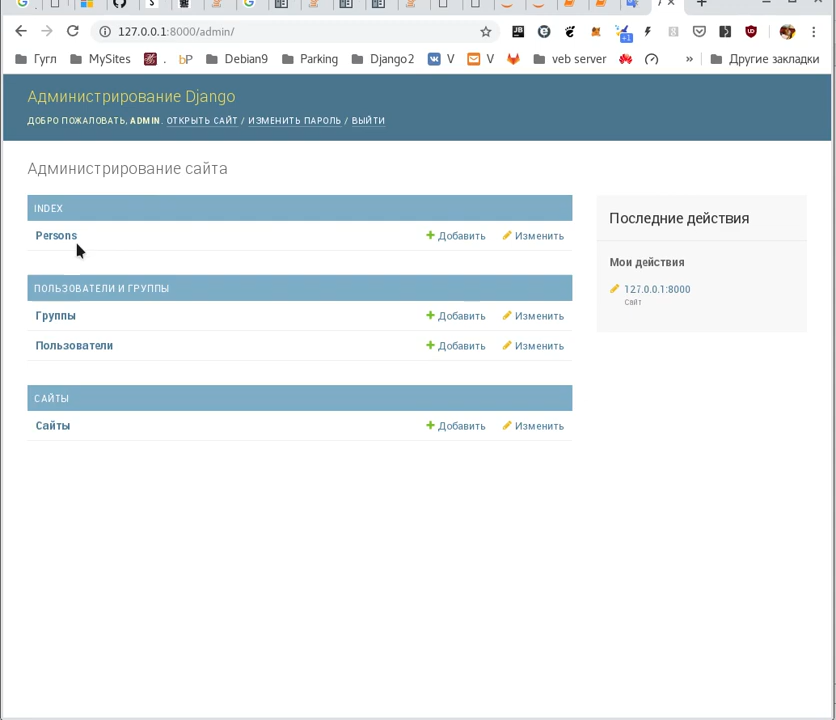 127.0.0.1:8000/admin/
Гугл MySites . bP Debian9 Parking Django2 V V veb server » Другие закладки
Администрирование Django
ДОБРО ПОЖАЛОВАТЬ, ADMIN. ОТКРЫТЬ САЙТ / ИЗМЕНИТЬ ПАРОЛЬ / ВЫЙТИ
Администрирование сайта
INDEX
Persons Добавить Изменить
ПОЛЬЗОВАТЕЛИ И ГРУППЫ
Группы Добавить Изменить
Пользователи Добавить Изменить
САЙТЫ
Сайты Добавить Изменить
Последние действия
Мои действия
127.0.0.1:8000
Сайт